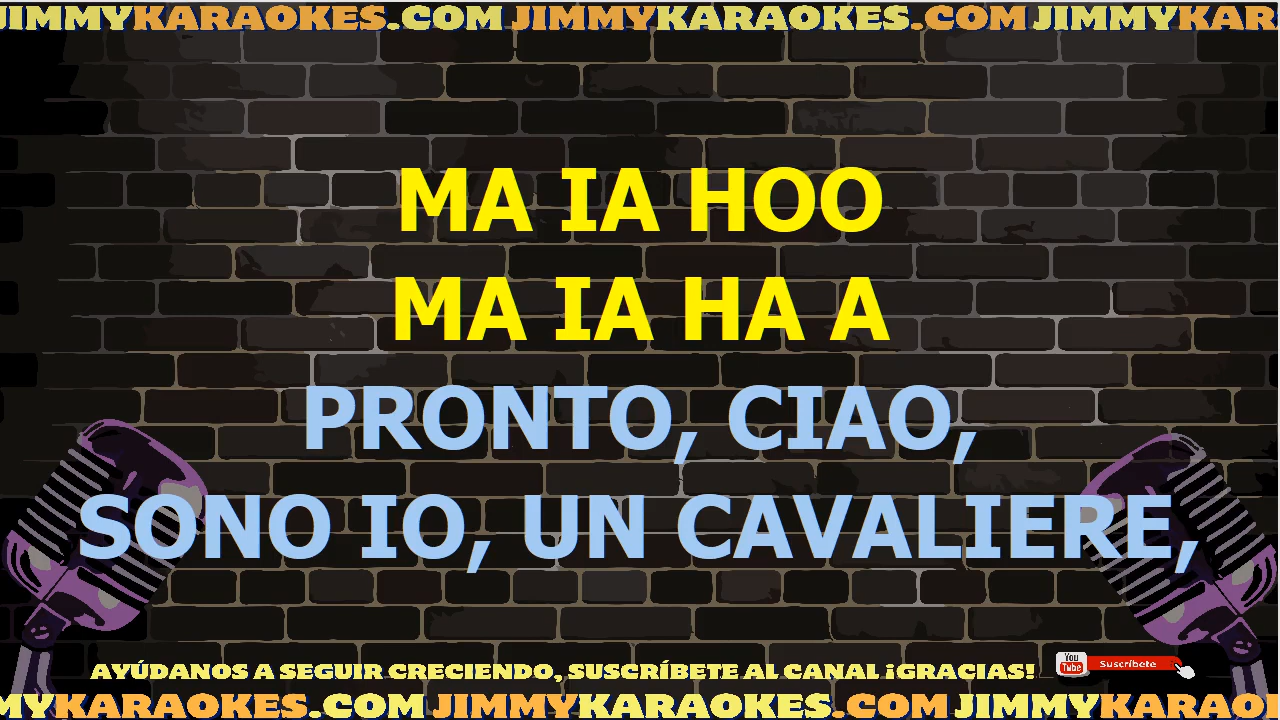 JIMMYKARAOKES.COM JIMMYKARAOKES.COM JIMMYKAR
MA IA HOO
MA IA HA A
PRONTO, CIAO,
SONO IO, UN CAVALIERE,
AYÚDANOS A SEGUIR CRECIENDO, SUSCRÍBETE AL CANAL ¡GRACIAS!
You Tube Suscríbete
MYKARAOKES.COM JIMMYKARAOKES.COM JIMMYKARAO